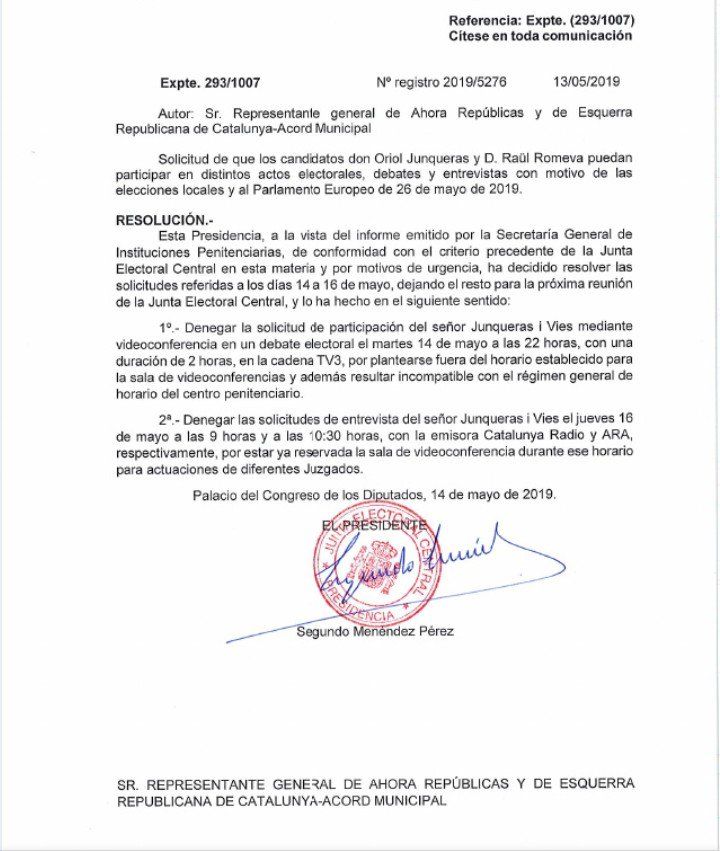 Referencia: Expte. (293/1007)
Cítese en toda comunicación
Expte. 293/1007 Nº registro 2019/5276 13/05/2019
Autor: Sr. Representante general de Ahora Repúblicas y de Esquerra
Republicana de Catalunya-Acord Municipal
Solicitud de que los candidatos don Oriol Junqueras y D. Raül Romeva puedan
participar en distintos actos electorales, debates y entrevistas con motivo de las
elecciones locales y al Parlamento Europeo de 26 de mayo de 2019.
RESOLUCIÓN.-
Esta Presidencia, a la vista del informe emitido por la Secretaría General de
Instituciones Penitenciarias, de conformidad con el criterio precedente de la Junta
Electoral Central en esta materia y por motivos de urgencia, ha decidido resolver las
solicitudes referidas a los días 14 a 16 de mayo, dejando el resto para la próxima reunión
de la Junta Electoral Central, y lo ha hecho en el siguiente sentido:
1º.- Denegar la solicitud de participación del señor Junqueras i Vies mediante
videoconferencia en un debate electoral el martes 14 de mayo a las 22 horas, con una
duración de 2 horas, en la cadena TV3, por plantearse fuera del horario establecido para
la sala de videoconferencias y además resultar incompatible con el régimen general de
horario del centro penitenciario.
2ª.- Denegar las solicitudes de entrevista del señor Junqueras i Vies el jueves 16
de mayo a las 9 horas y a las 10:30 horas, con la emisora Catalunya Radio y ARA,
respectivamente, por estar ya reservada la sala de videoconferencia durante ese horario
para actuaciones de diferentes Juzgados.
Palacio del Congreso de los Diputados, 14 de mayo de 2019.
EL PRESIDENTE
JUNTA ELECTORAL CENTRAL
PRESIDENCIA
Segundo Menéndez Pérez
SR. REPRESENTANTE GENERAL DE AHORA REPÚBLICAS Y DE ESQUERRA
REPUBLICANA DE CATALUNYA-ACORD MUNICIPAL